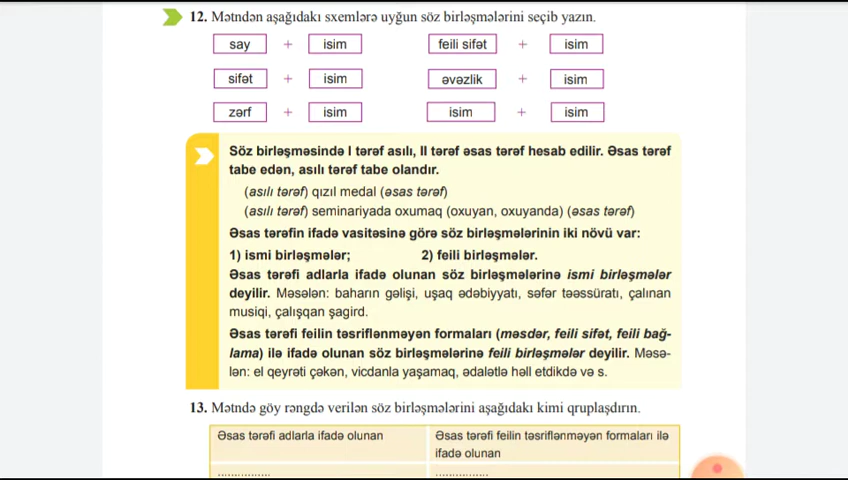 12. Mətndən aşağıdakı sxemlərə uyğun söz birləşmələrini seçib yazın.
say + isim feili sifət + isim
sifət + isim əvəzlik + isim
zərf + isim isim + isim
Söz birləşməsində I tərəf asılı, II tərəf əsas tərəf hesab edilir. Əsas tərəf
tabe edən, asılı tərəf tabe olandır.
(asılı tərəf) qızıl medal (əsas tərəf)
(asılı tərəf) seminariyada oxumaq (oxuyan, oxuyanda) (əsas tərəf)
Əsas tərəfin ifadə vasitəsinə görə söz birləşmələrinin iki növü var:
1) ismi birləşmələr; 2) feili birləşmələr.
Əsas tərəfi adlarla ifadə olunan söz birləşmələrinə ismi birləşmələr
deyilir. Məsələn: baharın gəlişi, uşaq ədəbiyyatı, səfər təəssüratı, çalınan
musiqi, çalışqan şagird.
Əsas tərəfi feilin təsriflənməyən formaları (məsdər, feili sifət, feili bağ-
lama) ilə ifadə olunan söz birləşmələrinə feili birləşmələr deyilir. Məsə-
lən: el qeyrəti çəkən, vicdanla yaşamaq, ədalətlə həll etdikdə və s.
13. Mətndə göy rəngdə verilən söz birləşmələrini aşağıdakı kimi qruplaşdırın.
Əsas tərəfi adlarla ifadə olunan Əsas tərəfi feilin təsriflənməyən formaları ilə
ifadə olunan
................ ................